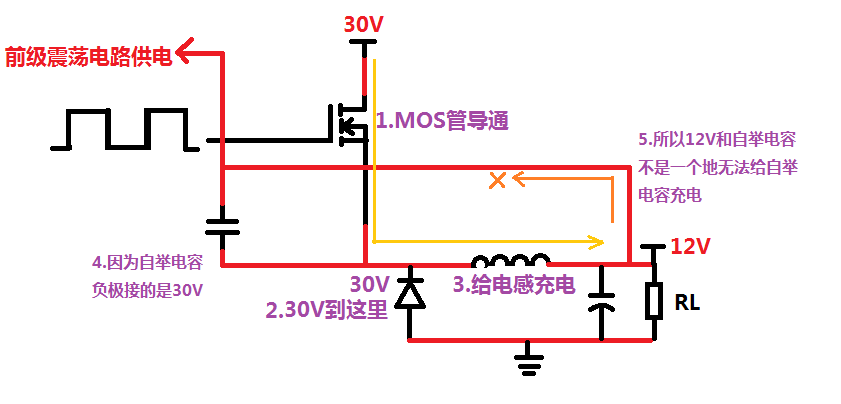 30V
前级震荡电路供电
1.MOS管导通
5.所以12V和自举电容
不是一个地无法给自举
电容充电
12V
4.因为自举电容
负极接的是30V
30V
2.30V到这里
3.给电感充电
RL